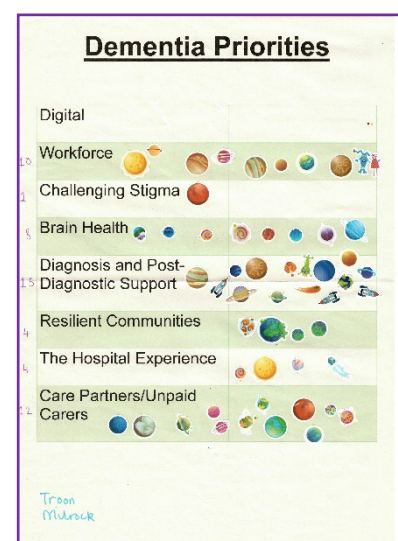 Dementia Priorities
Digital
10 Workforce
1 Challenging Stigma
8 Brain Health
Diagnosis and Post-
15 Diagnostic Support
4 Resilient Communities
4 The Hospital Experience
12 Care Partners/Unpaid
Carers
Troon